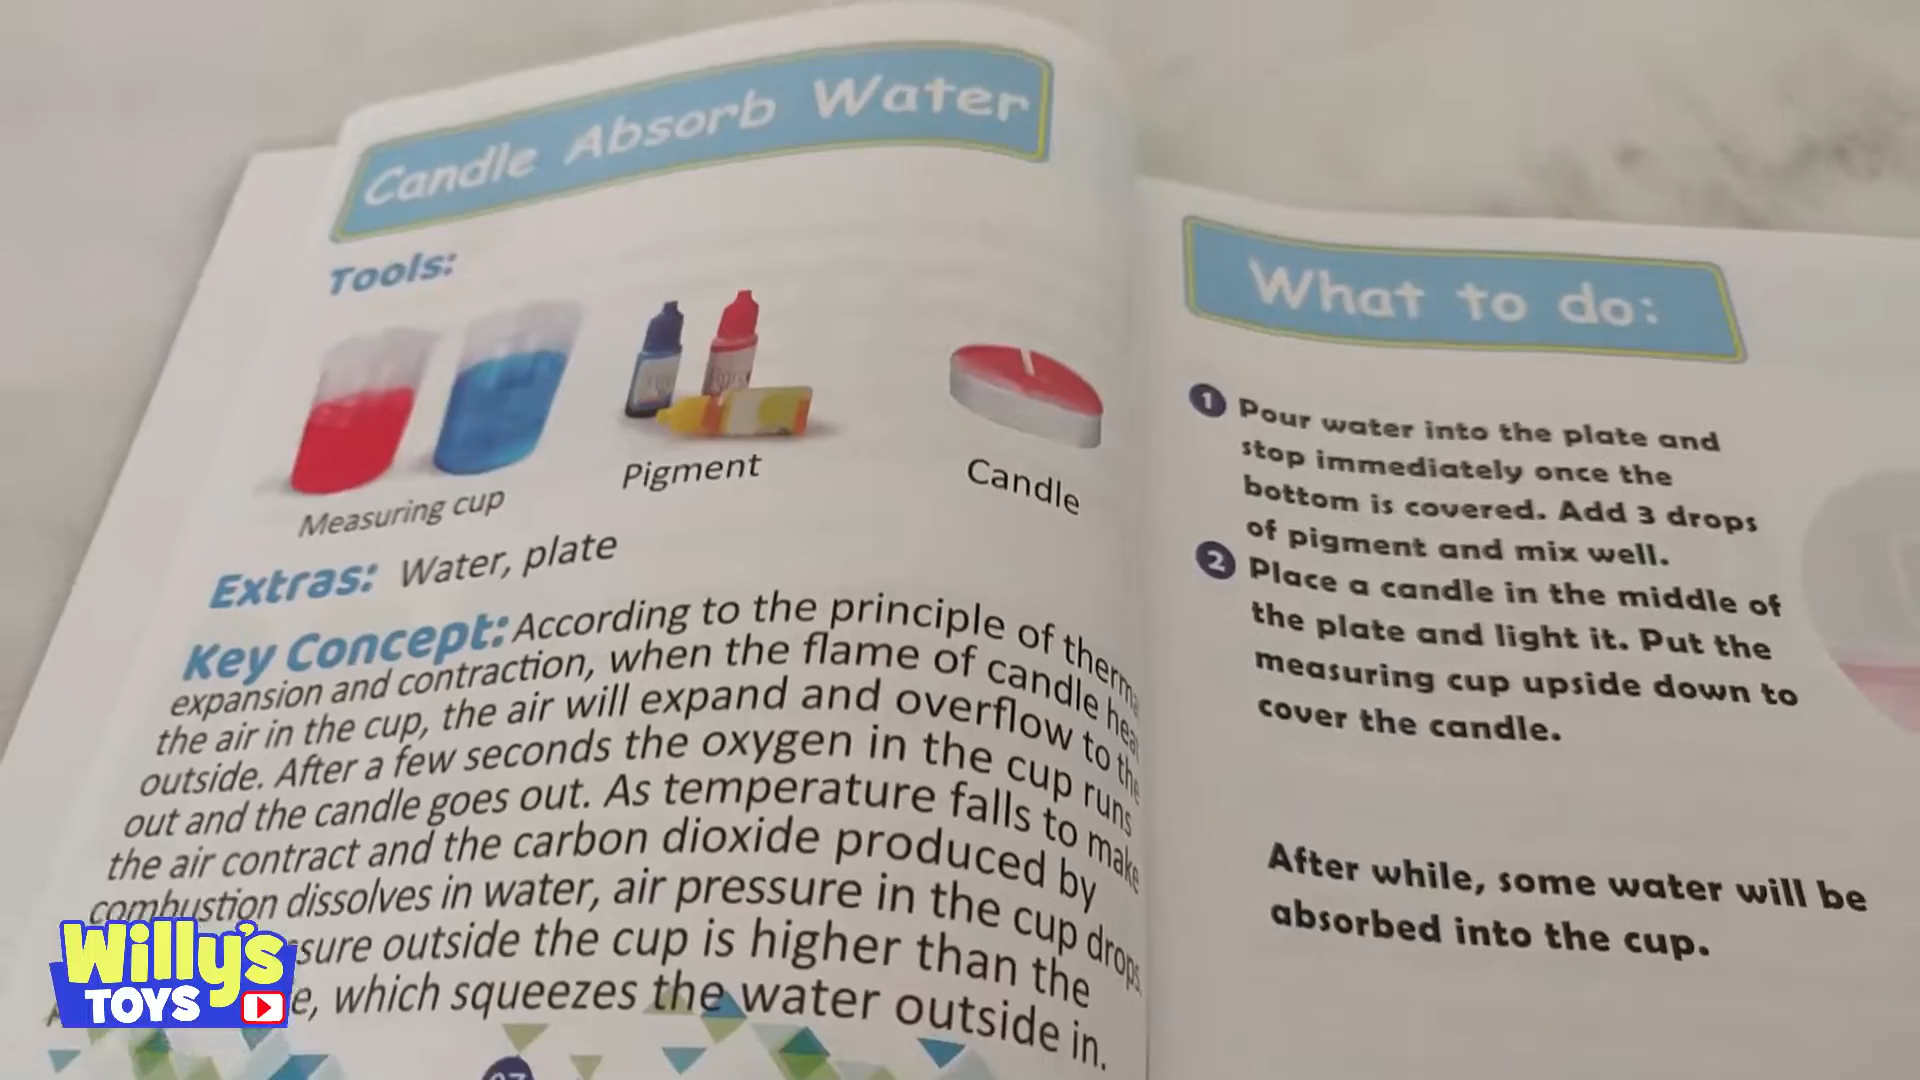 Candle Absorb Water
Tools:
Measuring cup
Pigment
Candle
Extras: Water, plate
Key Concept: According to the principle of
expansion and contraction, when the flame of candle
the air in the cup, the air will expand and overflow to the
outside. After a few seconds the oxygen in the cup runs
out and the candle goes out. As temperature falls to make
the air contract and the carbon dioxide produced by
combustion dissolves in water, air pressure in the cup drops.
outside the cup is higher than the
which squeezes the water outside in.
What to do:
1 Pour water into the plate and
stop immediately once the
bottom is covered. Add 3 drops
of pigment and mix well.
2 Place a candle in the middle of
the plate and light it. Put the
measuring cup upside down to
cover the candle.
After while, some water will be
absorbed into the cup.
Willy's
TOYS